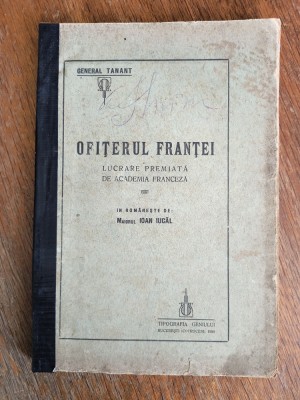 GENERAL TANANT
OFIȚERUL FRANȚEI
LUCRARE PREMIATĂ
DE ACADEMIA FRANCEZĂ
IN ROMÂNEȘTE DE:
MAIORUL IOAN IUCĂL
TIPOGRAFIA GENIULUI